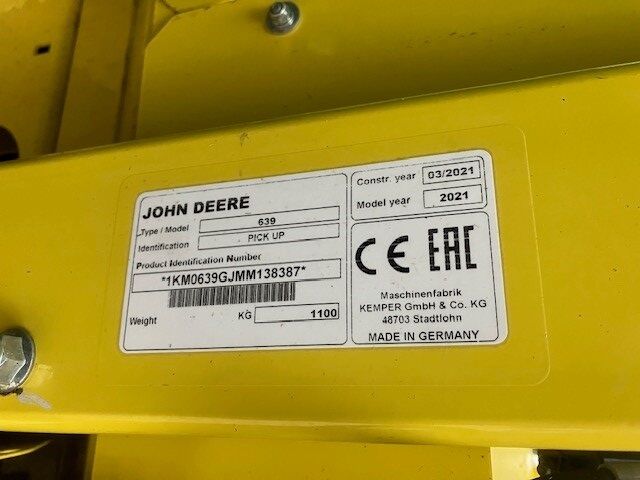 JOHN DEERE
Type / Model 639
Identification PICK UP
Product Identification Number
*1KM0639GJMM138387*
Weight KG 1100
Constr. year 03/2021
Model year 2021
CE EAC
Maschinenfabrik
KEMPER GmbH & Co. KG
48703 Stadtlohn
MADE IN GERMANY